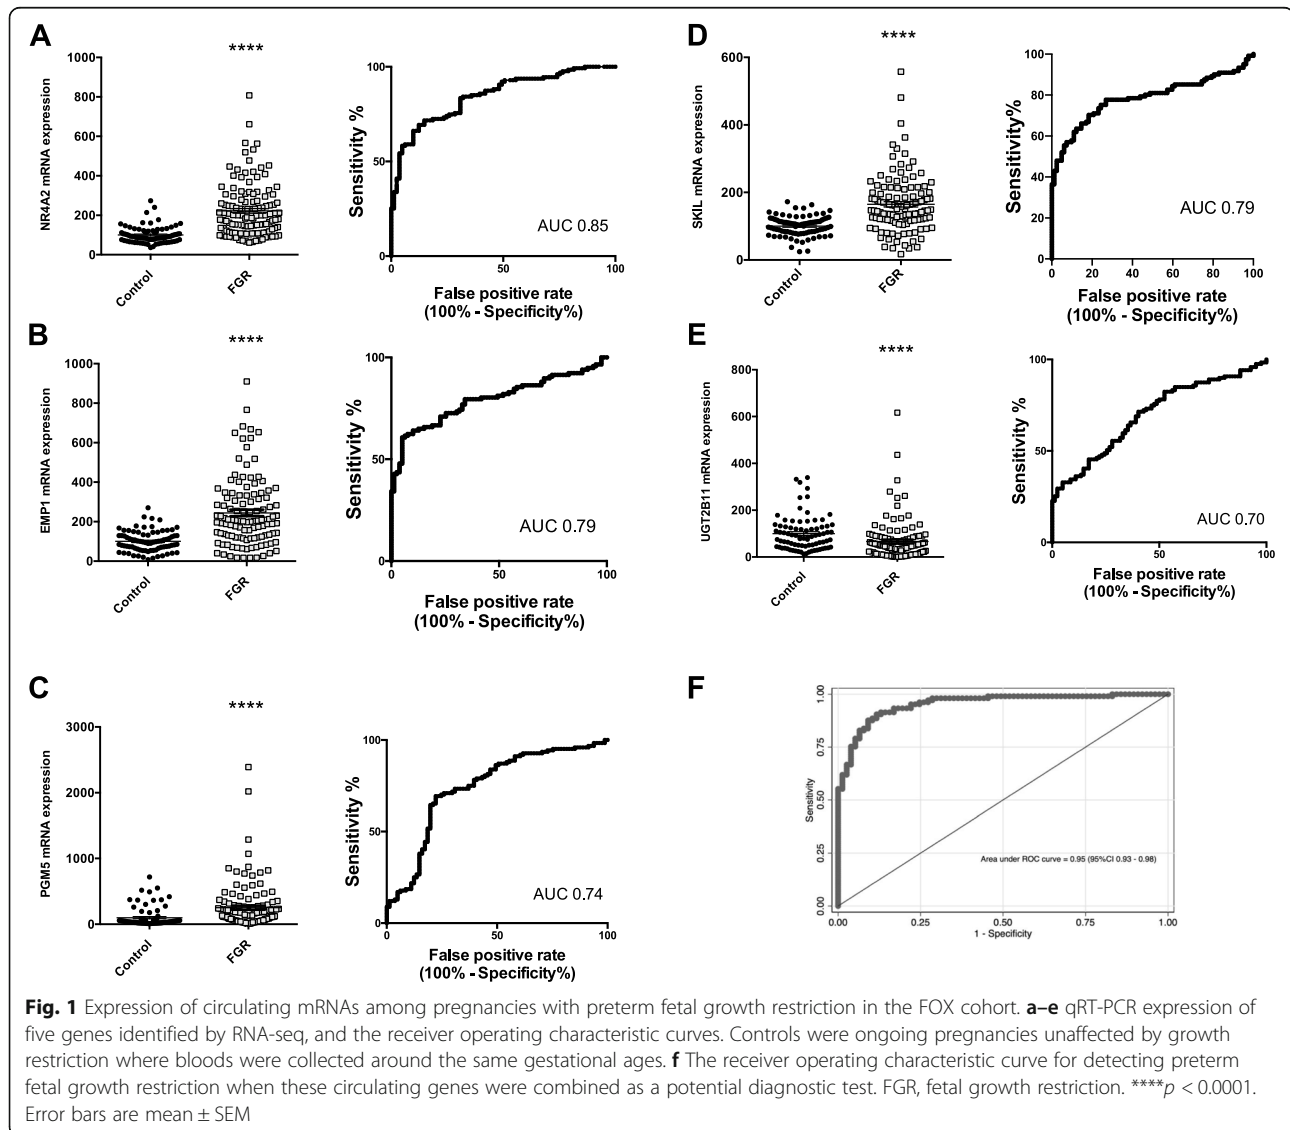 A
****
NR4A2 mRNA expression
1000
800
600
400
200
0
Control
FGR
Sensitivity %
100
50
0
AUC 0.85
0
50
100
False positive rate
(100% - Specificity%)
D
****
SKIL mRNA expression
600
400
200
0
Control
FGR
Sensitivity%
100
80
60
40
20
0
AUC 0.79
0
20
40
60
80
100
False positive rate
(100% - Specificity%)
B
****
EMP1 mRNA expression
1000
800
600
400
200
0
Control
FGR
Sensitivity %
100
50
0
AUC 0.79
0
50
100
False positive rate
(100% - Specificity%)
E
****
UGT2B11 mRNA expression
800
600
400
200
0
Control
FGR
Sensitivity %
100
50
0
AUC 0.70
0
50
100
False positive rate
(100% - Specificity%)
C
****
PGM5 mRNA expression
3000
2000
1000
0
Control
FGR
Sensitivity %
100
50
0
AUC 0.74
0
50
100
False positive rate
(100% - Specificity%)
F
Sensitivity
1.00
0.75
0.50
0.25
0.00
Area under ROC curve = 0.95 (95%CI 0.93 - 0.98)
0.00
0.25
0.50
0.75
1.00
1 - Specificity
Fig. 1 Expression of circulating mRNAs among pregnancies with preterm fetal growth restriction in the FOX cohort. a–e qRT-PCR expression of
five genes identified by RNA-seq, and the receiver operating characteristic curves. Controls were ongoing pregnancies unaffected by growth
restriction where bloods were collected around the same gestational ages. f The receiver operating characteristic curve for detecting preterm
fetal growth restriction when these circulating genes were combined as a potential diagnostic test. FGR, fetal growth restriction. ****p < 0.0001.
Error bars are mean ± SEM